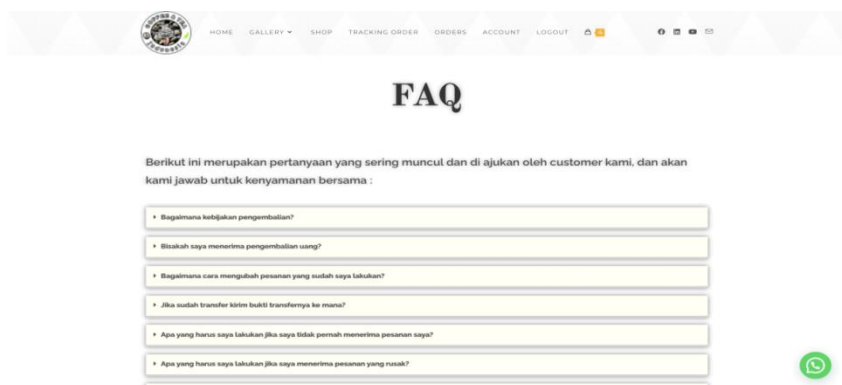 HOME GALLERY SHOP TRACKING ORDER ORDERS ACCOUNT LOGOUT
FAQ
Berikut ini merupakan pertanyaan yang sering muncul dan di ajukan oleh customer kami, dan akan
kami jawab untuk kenyamanan bersama :
Bagaimana kebijakan pengembalian?
Bisakah saya menerima pengembalian uang?
Bagaimana cara mengubah pesanan yang sudah saya lakukan?
Jika sudah transfer kirim bukti transfernya ke mana?
Apa yang harus saya lakukan jika saya tidak pernah menerima pesanan saya?
Apa yang harus saya lakukan jika saya menerima pesanan yang rusak?